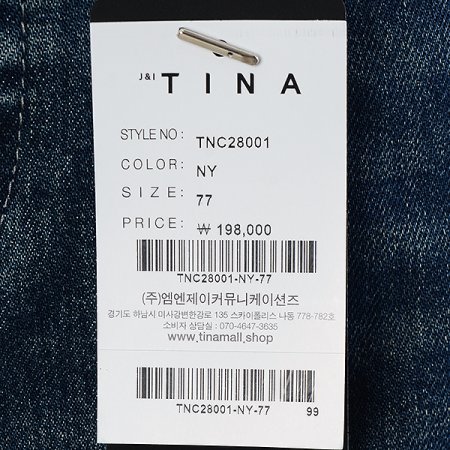 J&I TINA
STYLE NO : TNC28001
COLOR: NY
SIZE: 77
PRICE: ₩ 198,000
TNC28001-NY-77
(주)엠엔제이커뮤니케이션즈
경기도 하남시 미사강변한강로 135 스카이폴리스 나동 778-782호
소비자 상담실 : 070-4647-3635
www.tinamall.shop
TNC28001-NY-77 99